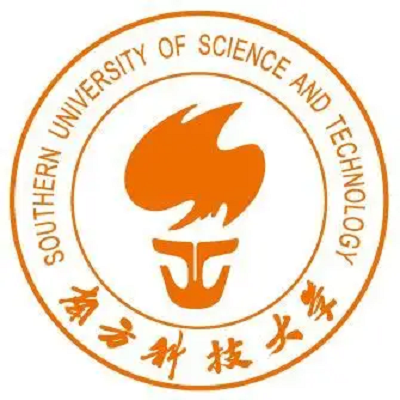 SOUTHERN UNIVERSITY OF SCIENCE AND TECHNOLOGY
南方科技大学